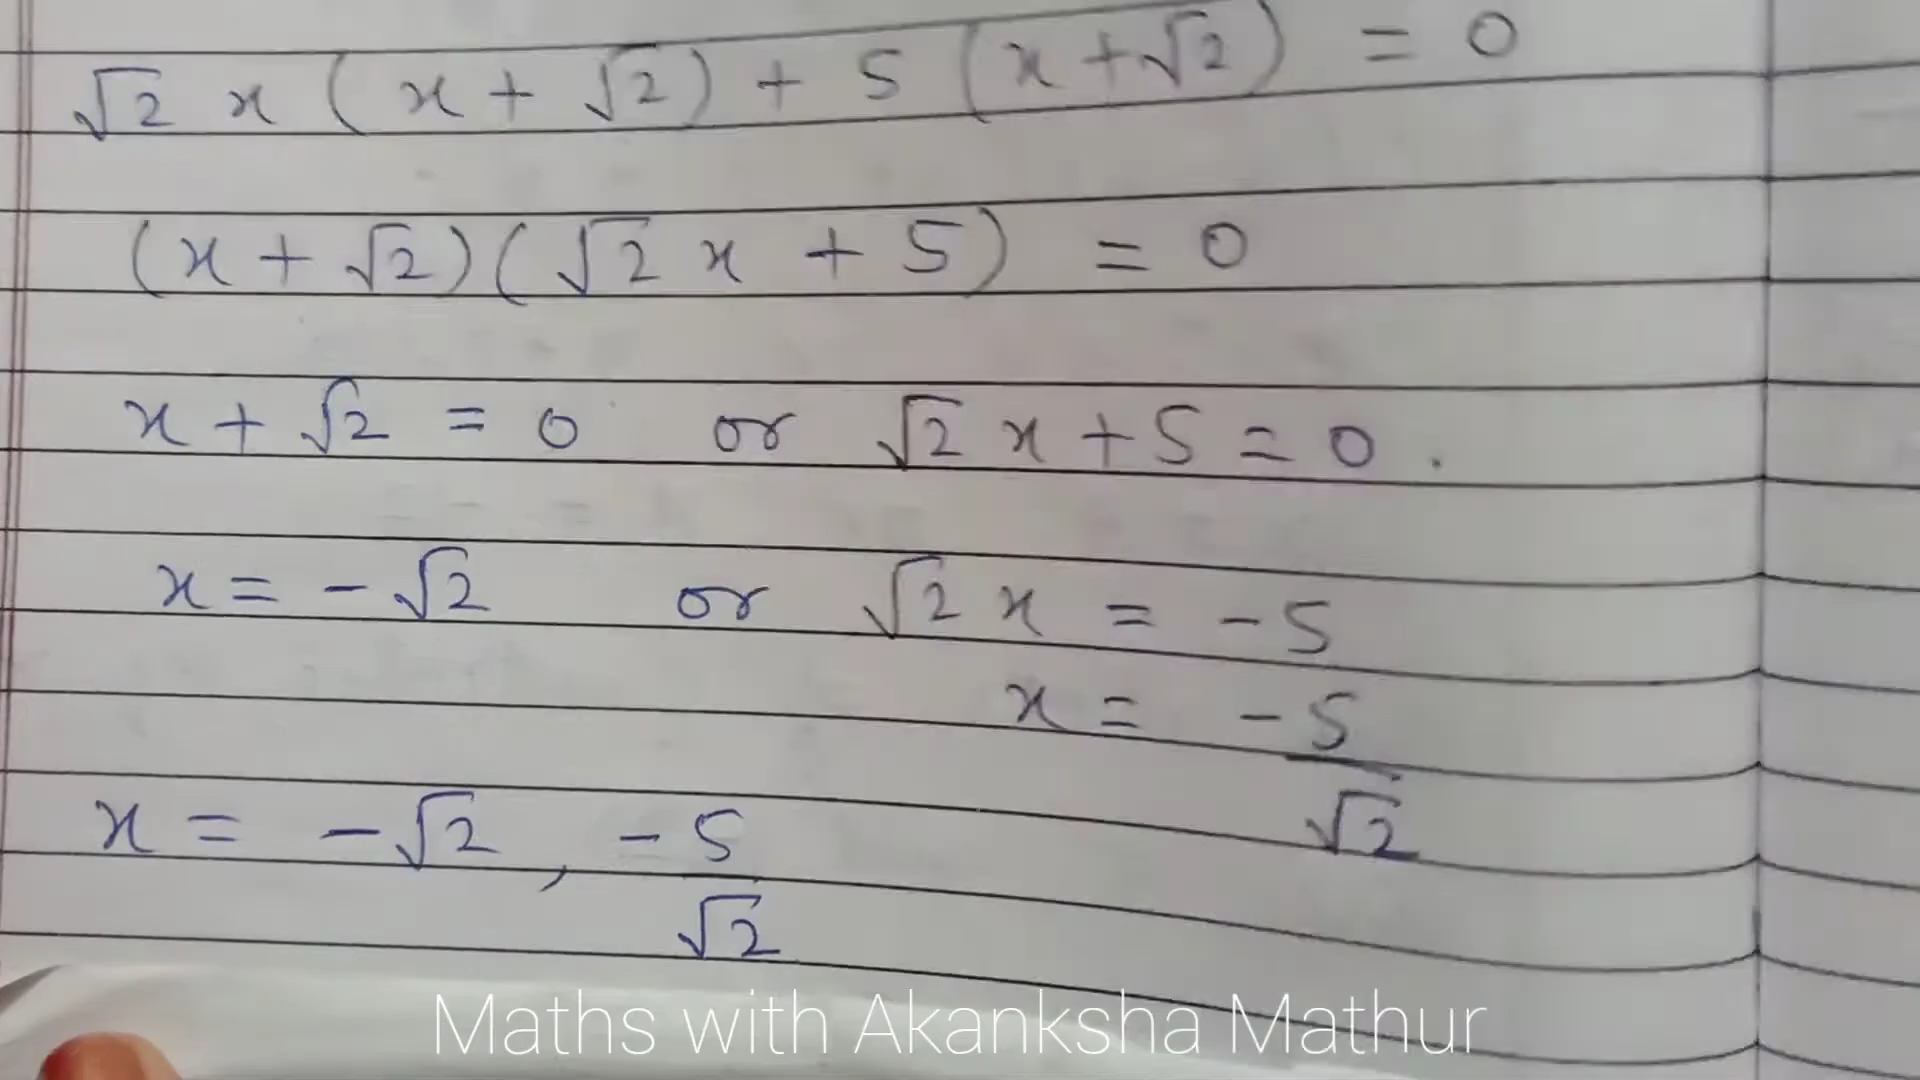 √2 x (x + √2) + 5 (x + √2) = 0
(x + √2)(√2 x + 5) = 0
x + √2 = 0 or √2 x + 5 = 0.
x = -√2 or √2 x = -5
x = -5/√2
x = -√2, -5/√2
Maths with Akanksha Mathur